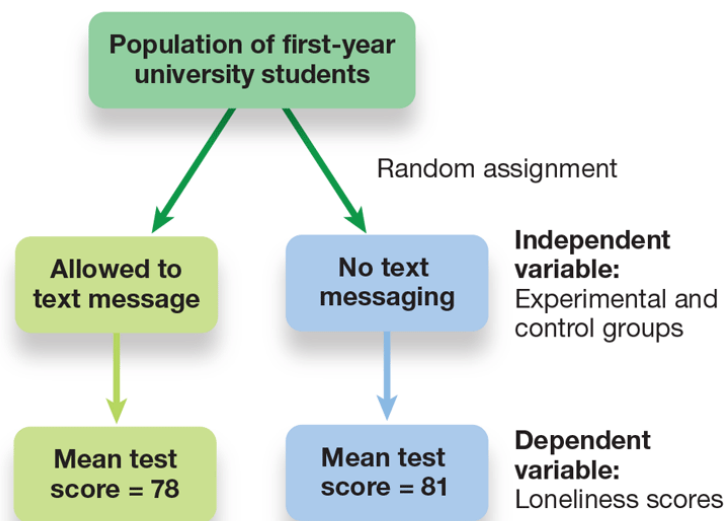 Population of first-year
university students
Random assignment
Allowed to
text message
No text
messaging
Independent
variable:
Experimental and
control groups
Mean test
score = 78
Mean test
score = 81
Dependent
variable:
Loneliness scores